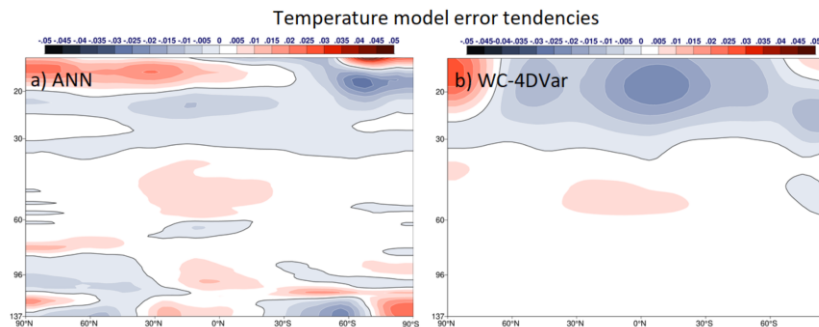 Temperature model error tendencies
-.05 -.045 -.04 -.035 -.03 -.025 -.02 -.015 -.01 -.005 .005 .01 .015 .02 .025 .03 .035 .04 .045 .05
-.05 -.045 -.04 -.035 -.03 -.025 -.02 -.015 -.01 -.005 .005 .01 .015 .02 .025 .03 .035 .04 .045 .05
a) ANN
b) WC-4DVar
20
30
60
96
137
90°N 60°N 30°N 0°N 30°S 60°S 90°S
20
30
60
96
137
90°N 60°N 30°N 0°N 30°S 60°S